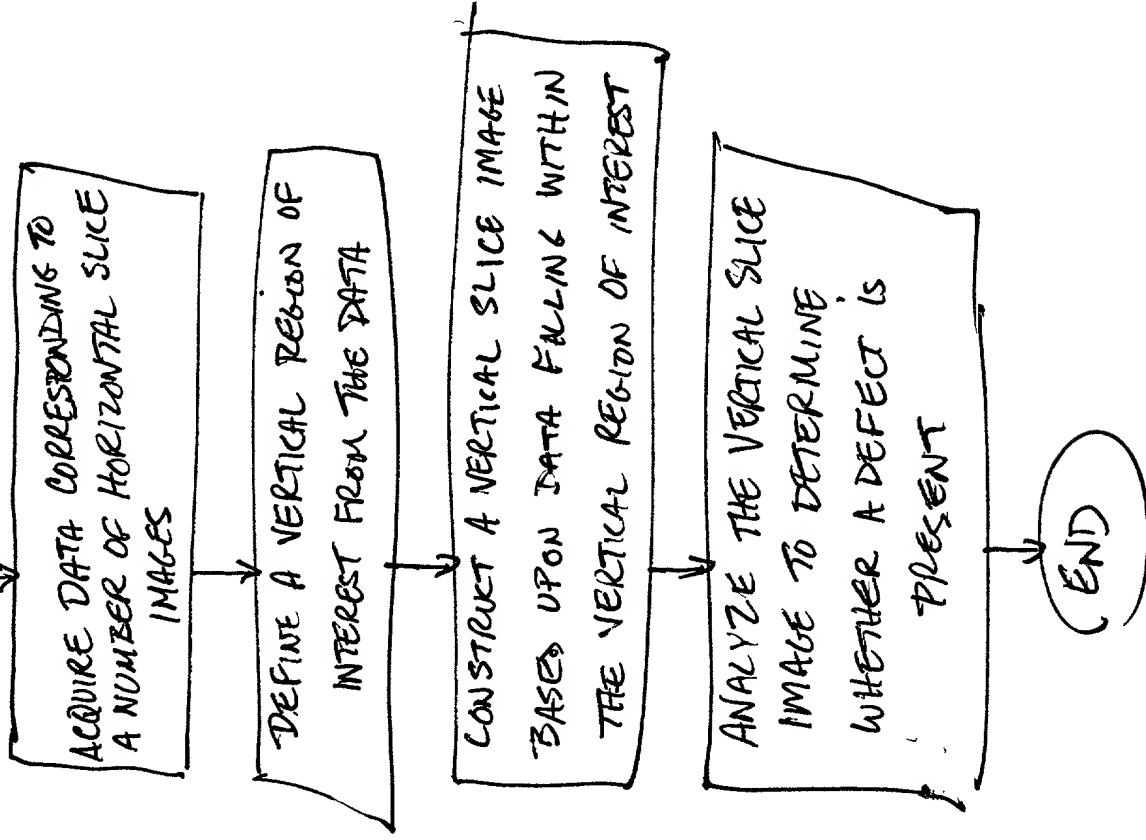 ACQUIRE DATA CORRESPONDING TO
A NUMBER OF HORIZONTAL SLICE
IMAGES
DEFINE A VERTICAL REGION OF
INTEREST FROM THE DATA
CONSTRUCT A VERTICAL SLICE IMAGE
BASED UPON DATA FALLING WITHIN
THE VERTICAL REGION OF INTEREST
ANALYZE THE VERTICAL SLICE
IMAGE TO DETERMINE
WHETHER A DEFECT IS
PRESENT
END